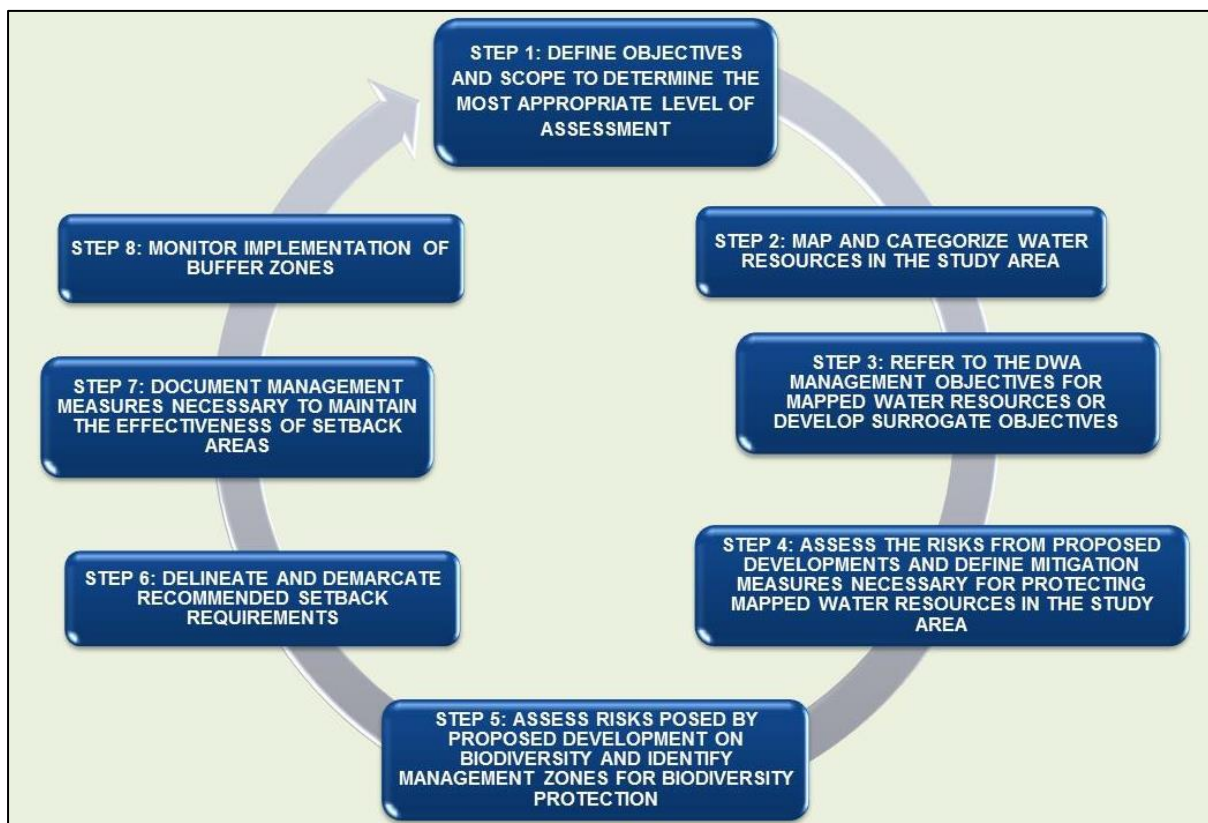 STEP 1: DEFINE OBJECTIVES
AND SCOPE TO DETERMINE THE
MOST APPROPRIATE LEVEL OF
ASSESSMENT
STEP 2: MAP AND CATEGORIZE WATER
RESOURCES IN THE STUDY AREA
STEP 3: REFER TO THE DWA
MANAGEMENT OBJECTIVES FOR
MAPPED WATER RESOURCES OR
DEVELOP SURROGATE OBJECTIVES
STEP 4: ASSESS THE RISKS FROM PROPOSED
DEVELOPMENTS AND DEFINE MITIGATION
MEASURES NECESSARY FOR PROTECTING
MAPPED WATER RESOURCES IN THE STUDY
AREA
STEP 5: ASSESS RISKS POSED BY
PROPOSED DEVELOPMENT ON
BIODIVERSITY AND IDENTIFY
MANAGEMENT ZONES FOR BIODIVERSITY
PROTECTION
STEP 6: DELINEATE AND DEMARCATE
RECOMMENDED SETBACK
REQUIREMENTS
STEP 7: DOCUMENT MANAGEMENT
MEASURES NECESSARY TO MAINTAIN
THE EFFECTIVENESS OF SETBACK
AREAS
STEP 8: MONITOR IMPLEMENTATION OF
BUFFER ZONES